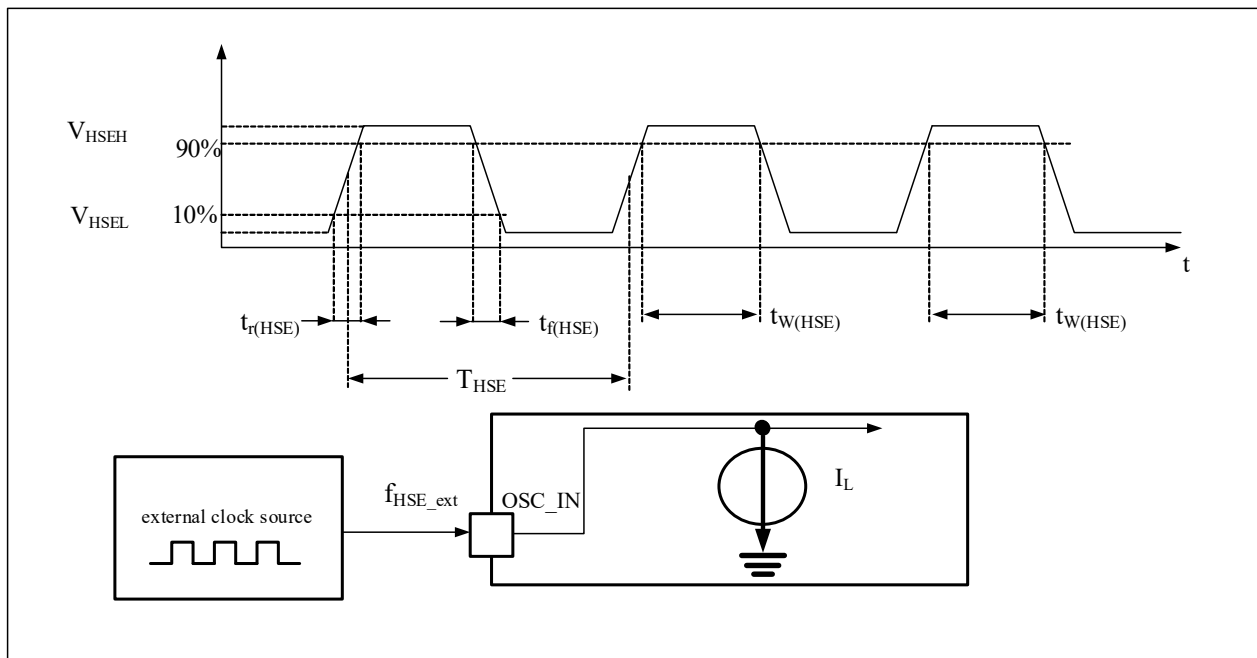 V_HSEH
90%
V_HSEL
10%
t
t_r(HSE)
t_f(HSE)
t_W(HSE)
t_W(HSE)
T_HSE
external clock source
f_HSE_ext
OSC_IN
I_L